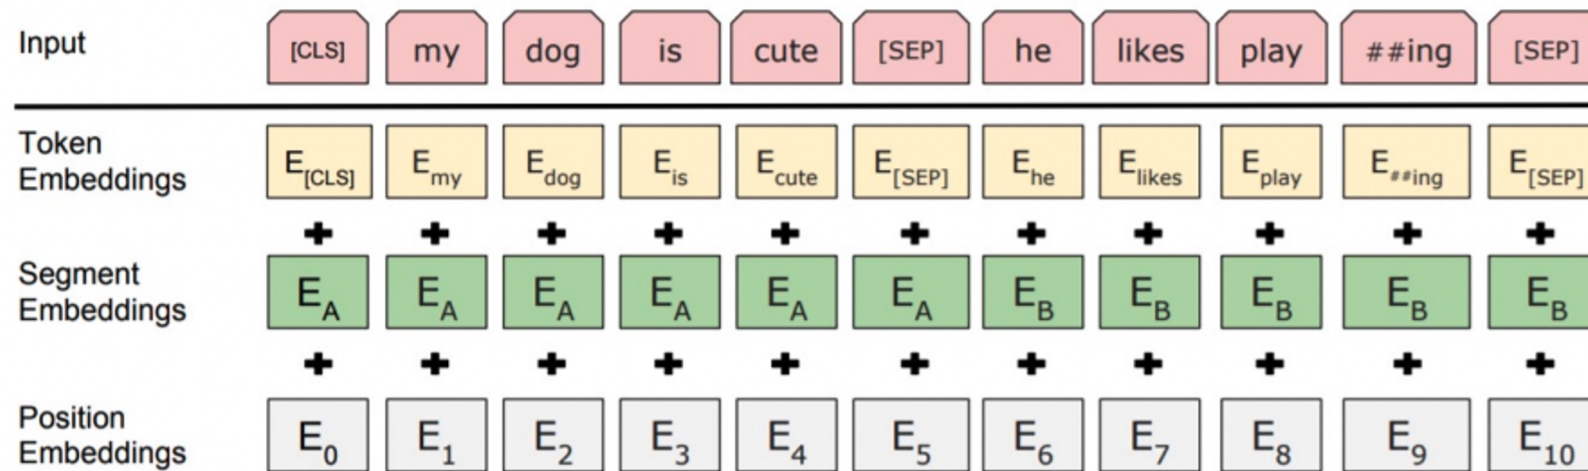 Input [CLS] my dog is cute [SEP] he likes play ##ing [SEP]
Token
Embeddings E[CLS] Emy Edog Eis Ecute E[SEP] Ehe Elikes Eplay E##ing E[SEP]
+ + + + + + + + + + +
Segment
Embeddings EA EA EA EA EA EA EB EB EB EB EB
+ + + + + + + + + + +
Position
Embeddings E0 E1 E2 E3 E4 E5 E6 E7 E8 E9 E10